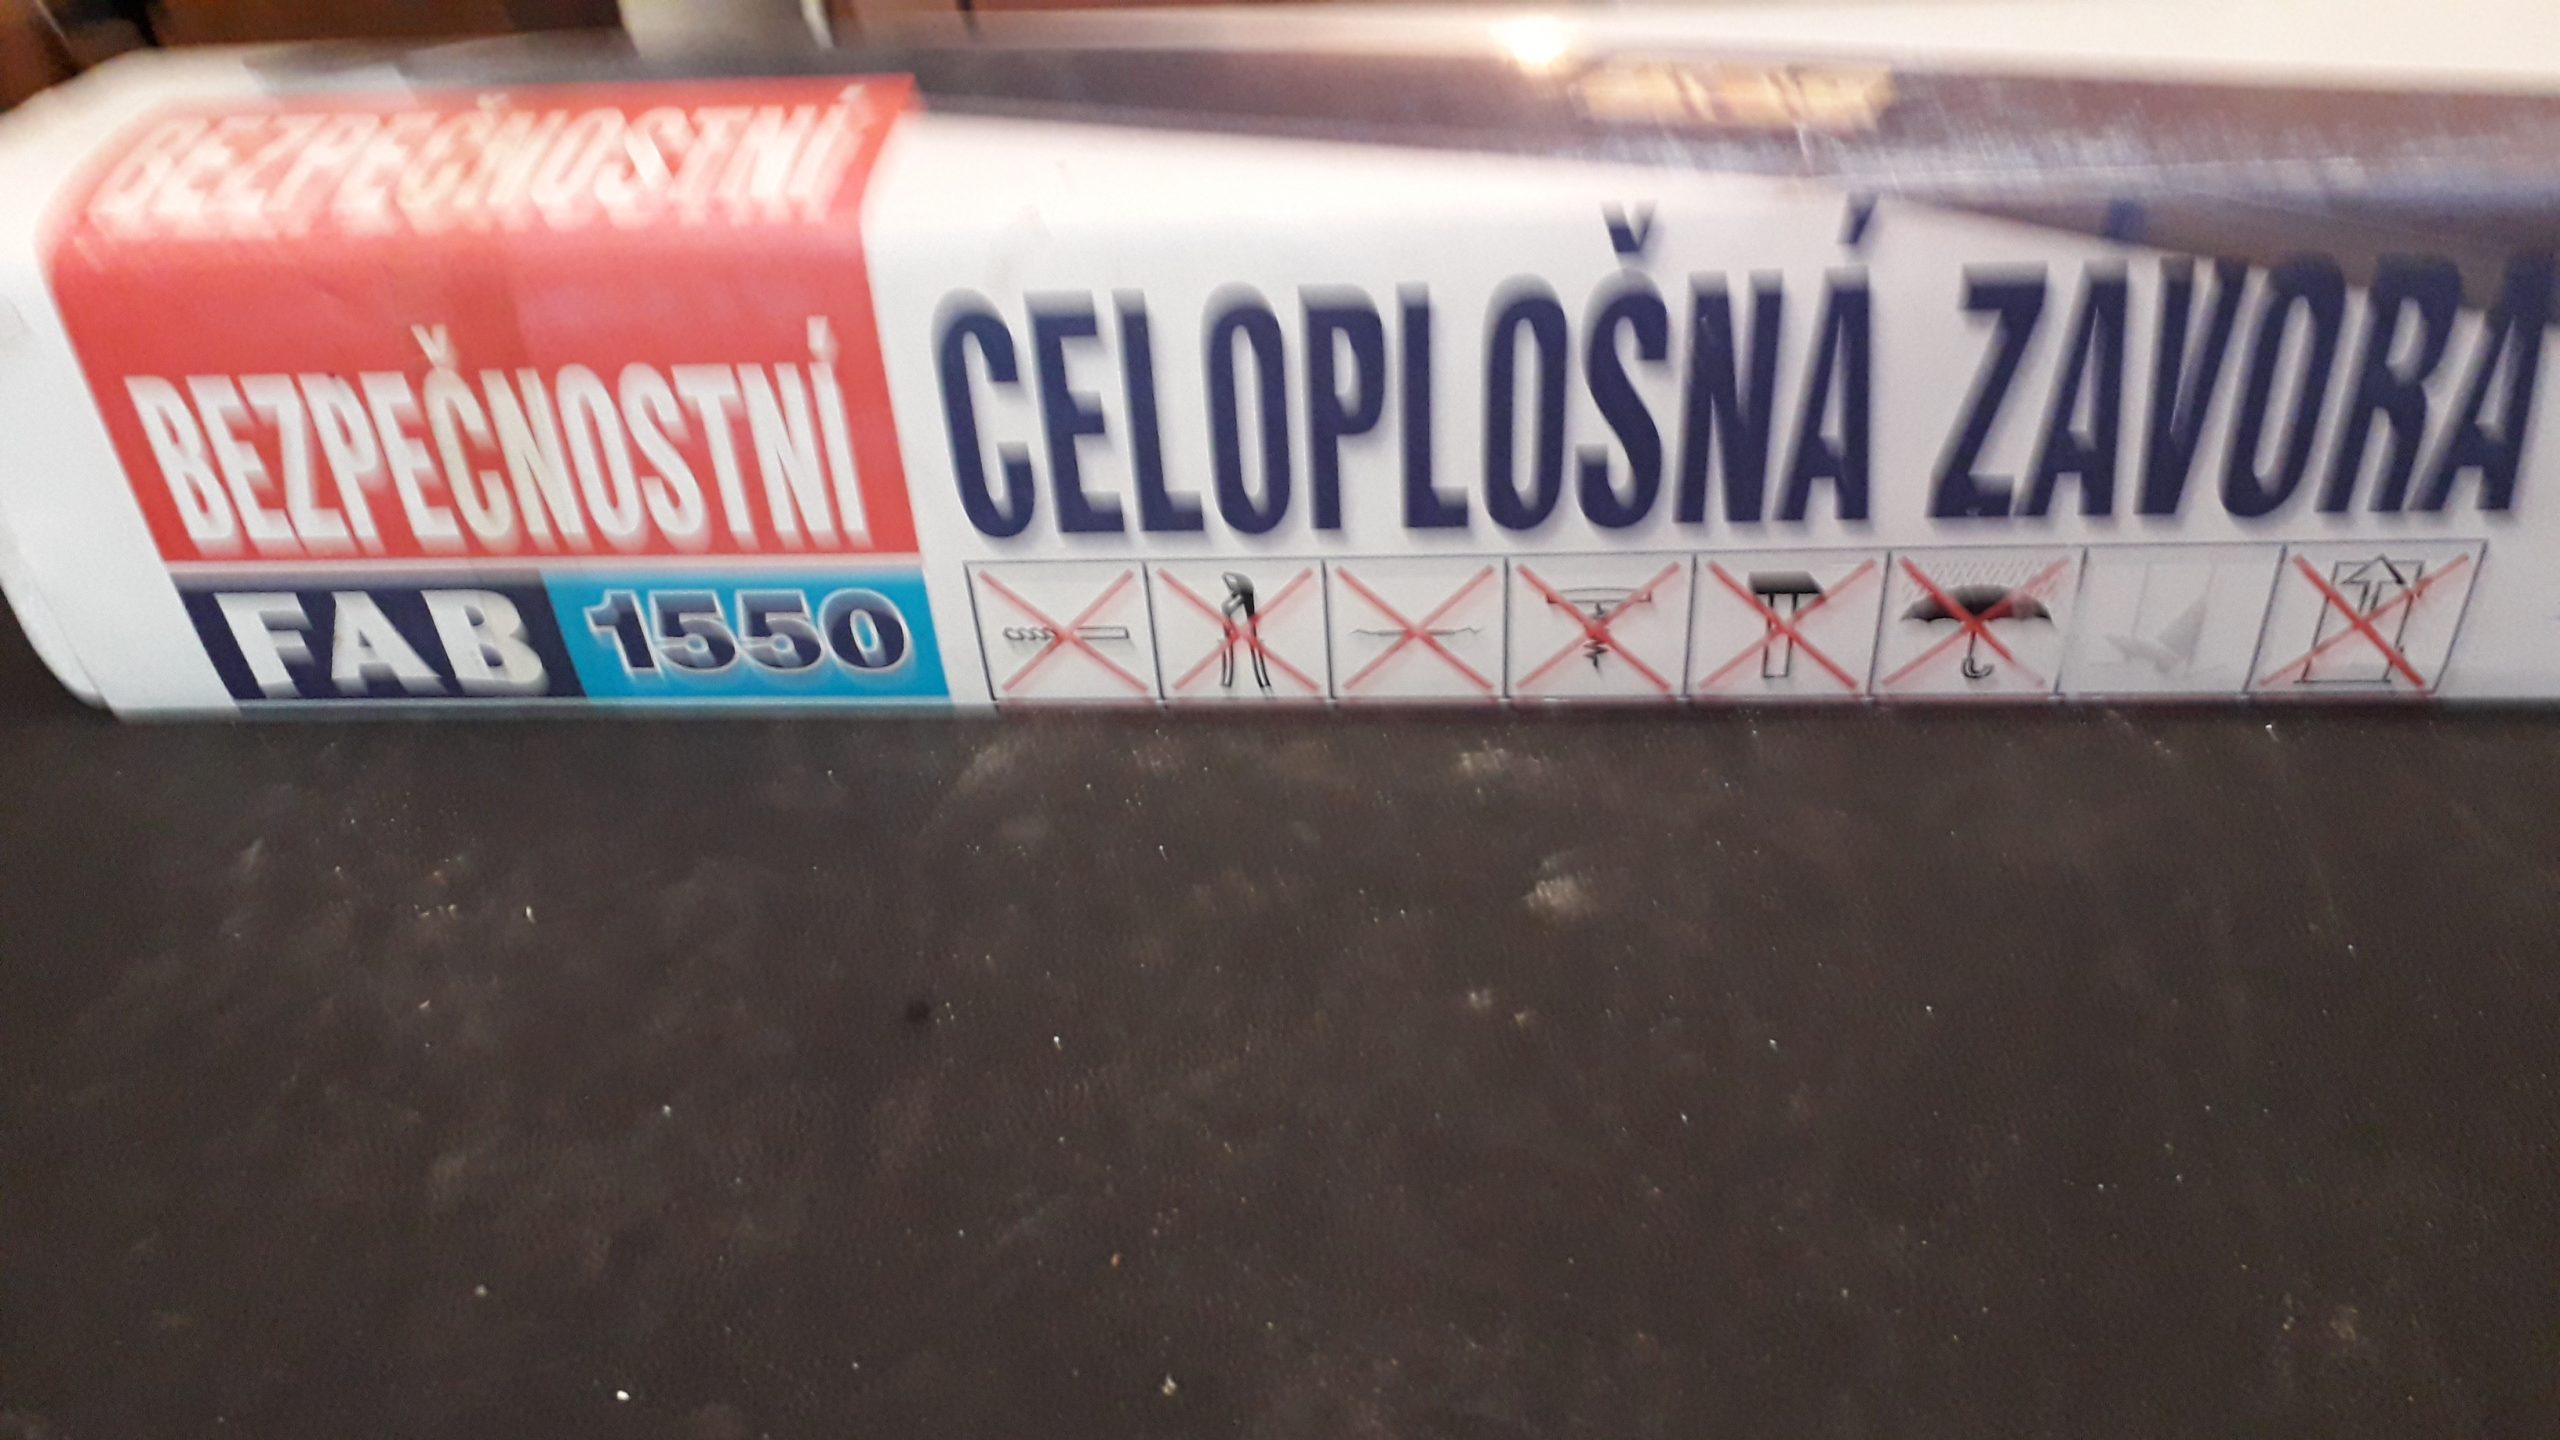 BEZPEČNOSTNÍ
BEZPEČNOSTNÍ
CELOPLOŠNÁ ZÁVORA
FAB 1550